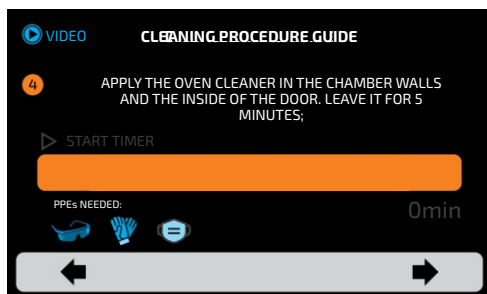 VIDEO
CLEANING PROCEDURE GUIDE
4
APPLY THE OVEN CLEANER IN THE CHAMBER WALLS
AND THE INSIDE OF THE DOOR. LEAVE IT FOR 5
MINUTES;
START TIMER
PPEs NEEDED:
0min